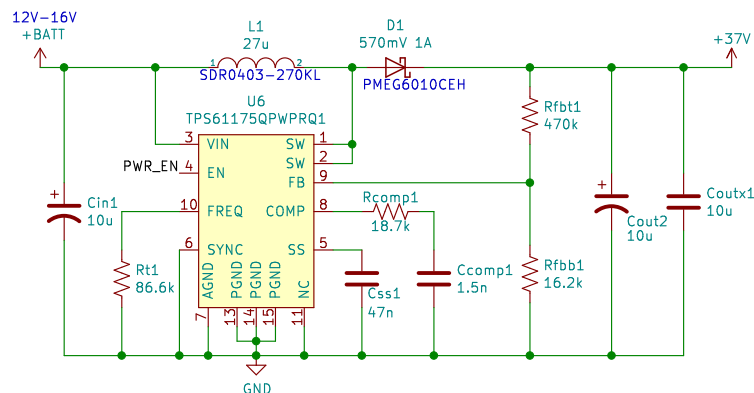 12V-16V
+BATT
L1
27u
1
2
SDR0403-270KL
D1
570mV 1A
PMEG6010CEH
+37V
U6
TPS61175QPWPRQ1
3
VIN
SW
1
SW
2
PWR_EN
4
EN
FB
9
10
FREQ
COMP
8
6
SYNC
SS
5
AGND
PGND
PGND
PGND
NC
7
13
14
15
11
Rfbt1
470k
Rcomp1
18.7k
Cin1
10u
Rt1
86.6k
Css1
47n
Ccomp1
1.5n
Rfbb1
16.2k
Cout2
10u
Coutx1
10u
GND